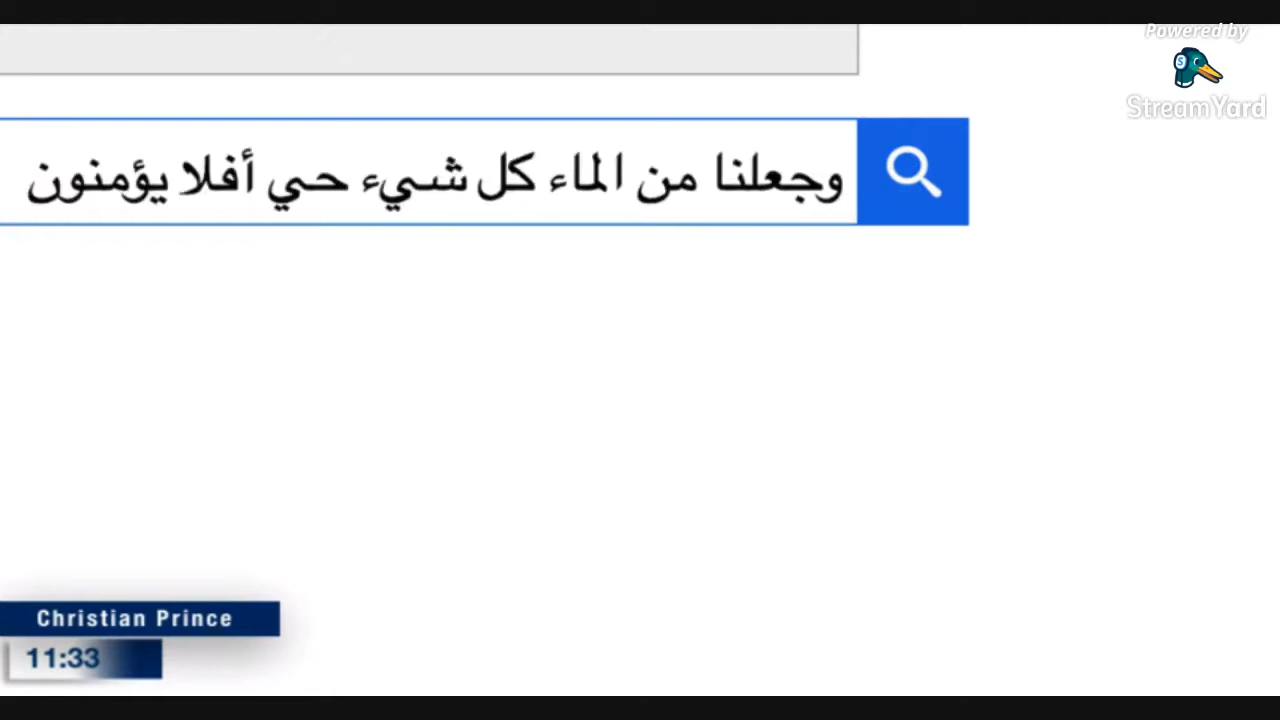 Powered by
StreamYard
وجعلنا من الماء كل شيء حي أفلا يؤمنون
Christian Prince
11:33